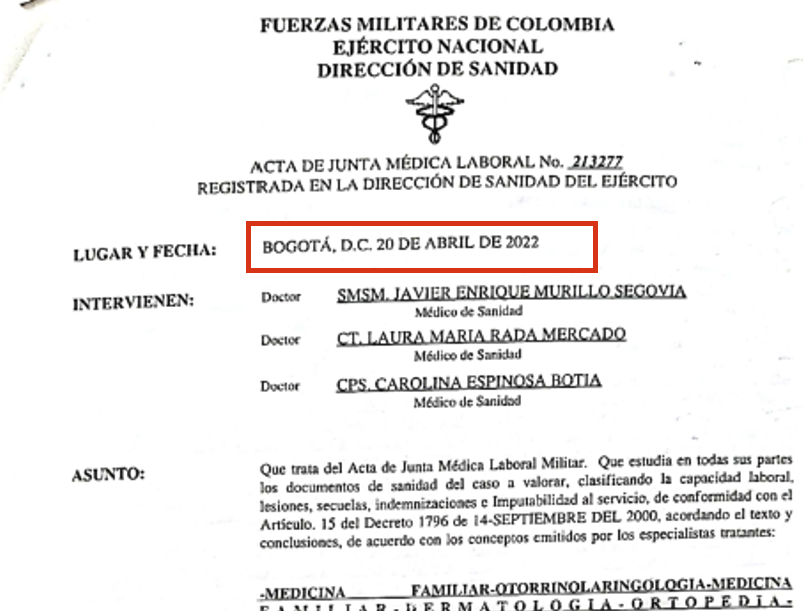 FUERZAS MILITARES DE COLOMBIA
EJÉRCITO NACIONAL
DIRECCIÓN DE SANIDAD
ACTA DE JUNTA MÉDICA LABORAL No. 213277
REGISTRADA EN LA DIRECCIÓN DE SANIDAD DEL EJÉRCITO
LUGAR Y FECHA: BOGOTÁ, D.C. 20 DE ABRIL DE 2022
INTERVIENEN: Doctor SMSM. JAVIER ENRIQUE MURILLO SEGOVIA
Médico de Sanidad
Doctor CT. LAURA MARIA RADA MERCADO
Médico de Sanidad
Doctor CPS. CAROLINA ESPINOSA BOTIA
Médico de Sanidad
ASUNTO: Que trata del Acta de Junta Médica Laboral Militar. Que estudia en todas sus partes
los documentos de sanidad del caso a valorar, clasificando la capacidad laboral,
lesiones, secuelas, indemnizaciones e Imputabilidad al servicio, de conformidad con el
Artículo. 15 del Decreto 1796 de 14-SEPTIEMBRE DEL 2000, acordando el texto y
conclusiones, de acuerdo con los conceptos emitidos por los especialistas tratantes:
-MEDICINA FAMILIAR-OTORRINOLARINGOLOGIA-MEDICINA
FAMILIAR-DERMATOLOGIA-ORTOPEDIA-